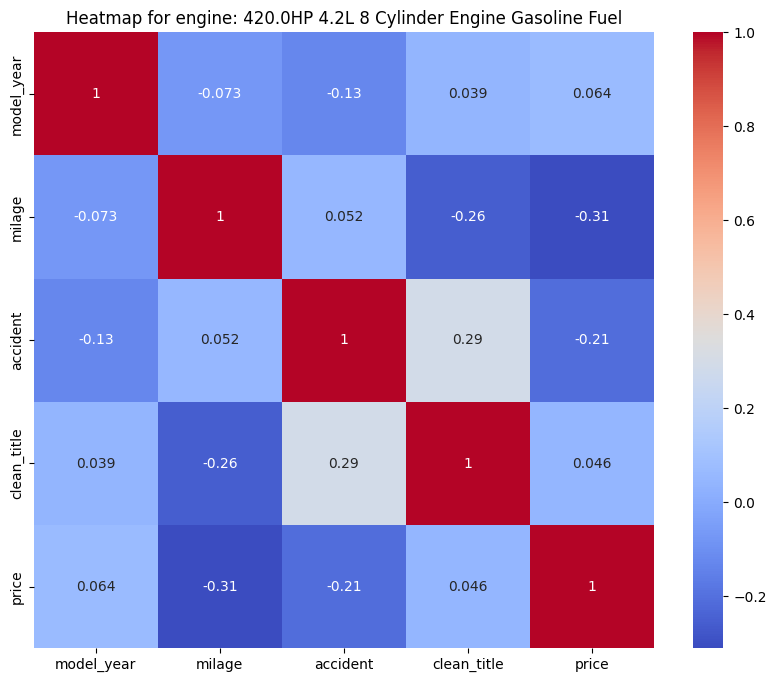 Heatmap for engine: 420.0HP 4.2L 8 Cylinder Engine Gasoline Fuel
model_year 1 -0.073 -0.13 0.039 0.064
milage -0.073 1 0.052 -0.26 -0.31
accident -0.13 0.052 1 0.29 -0.21
clean_title 0.039 -0.26 0.29 1 0.046
price 0.064 -0.31 -0.21 0.046 1
model_year milage accident clean_title price
1.0
0.8
0.6
0.4
0.2
0.0
−0.2